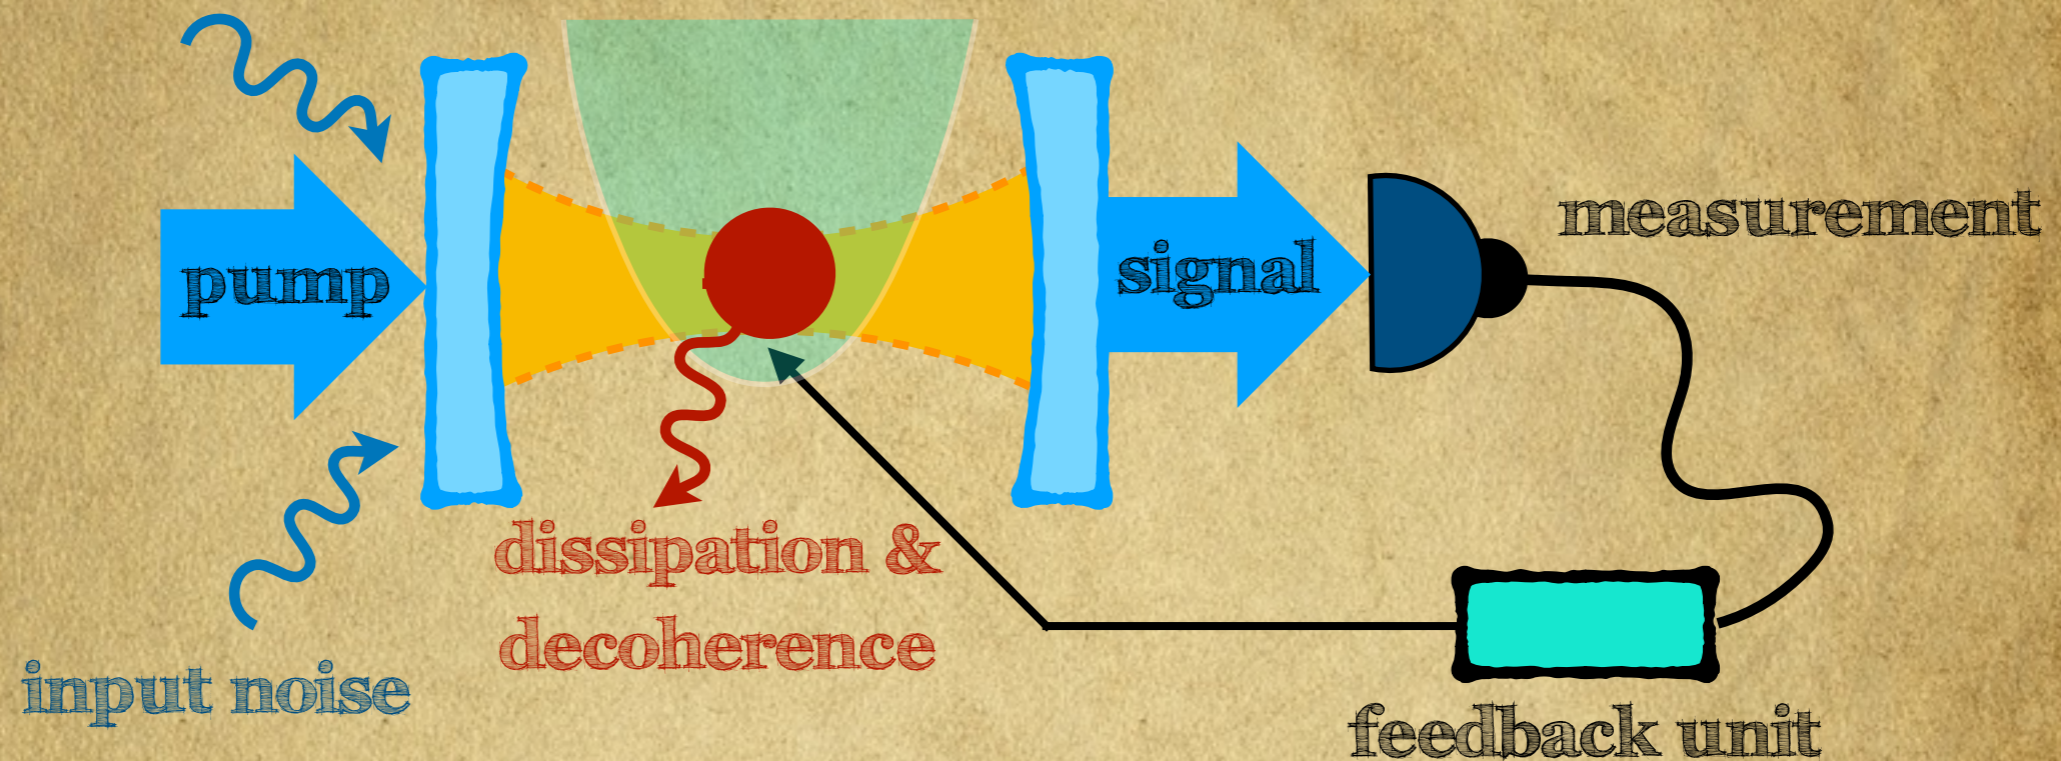 pump
signal
measurement
dissipation &
decoherence
input noise
feedback unit